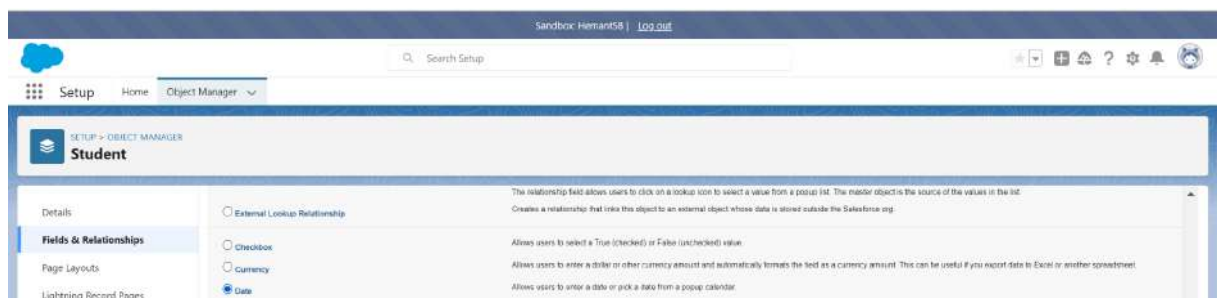 Sandbox: HemantSB | Log out
Search Setup
Setup Home Object Manager
SETUP > OBJECT MANAGER
Student
The relationship field allows users to click on a lookup icon to select a value from a popup list. The master object is the source of the values in the list.
Details
External Lookup Relationship Creates a relationship that links this object to an external object whose data is stored outside the Salesforce org.
Fields & Relationships
Checkbox Allows users to select a True (checked) or False (unchecked) value.
Page Layouts
Currency Allows users to enter a dollar or other currency amount and automatically formats the field as a currency amount. This can be useful if you export data to Excel or another spreadsheet.
Lightning Record Pages
Date Allows users to enter a date or pick a date from a popup calendar.